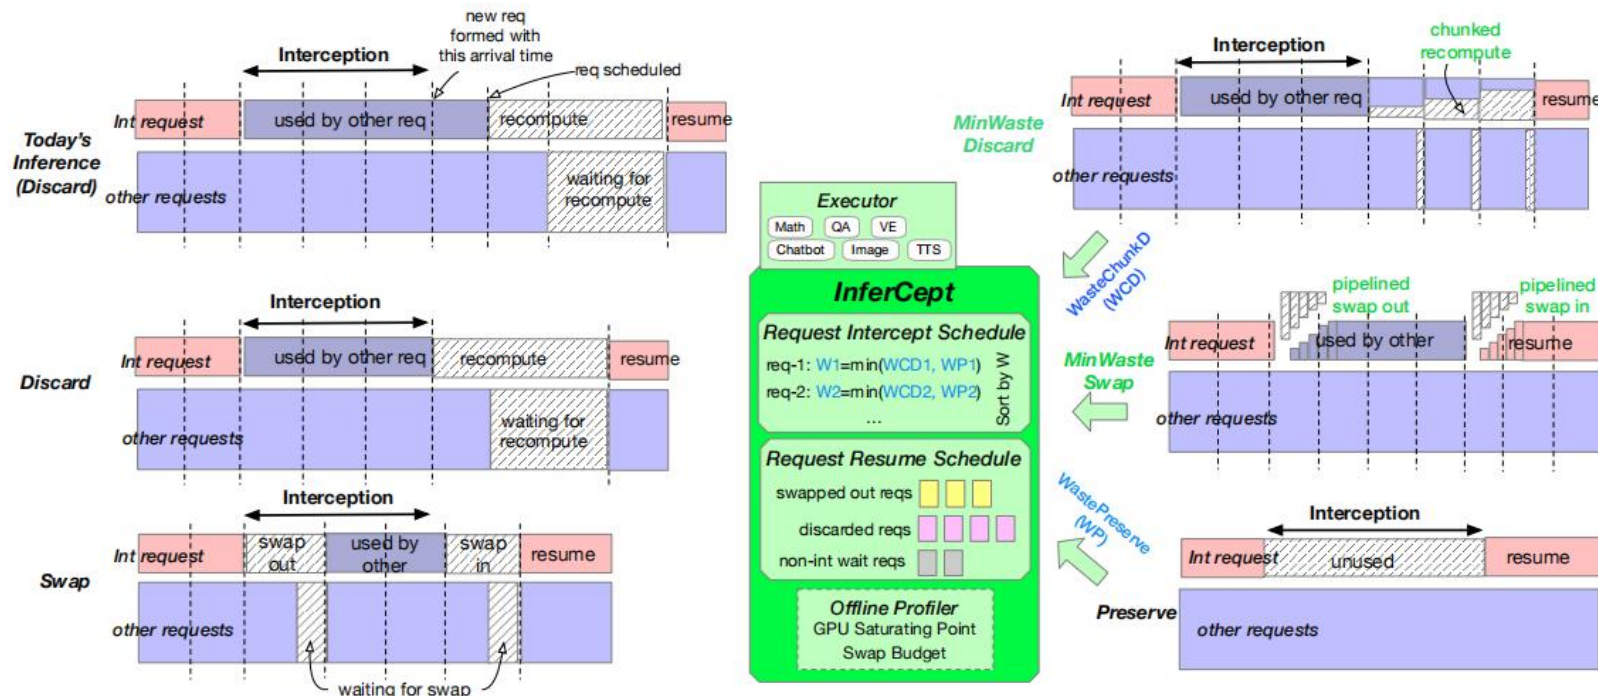 new req
formed with
this arrival time
Interception
req scheduled
Int request
used by other req
recompute
resume
Today's
Inference
(Discard)
waiting for
recompute
other requests
Interception
Int request
used by other req
recompute
resume
Discard
waiting for
recompute
other requests
Interception
Int request
swap
out
used by
other
swap
in
resume
Swap
other requests
waiting for swap
Executor
Math
QA
VE
Chatbot
Image
TTS
InferCept
Request Intercept Schedule
req-1: W1=min(WCD1, WP1)
req-2: W2=min(WCD2, WP2)
...
Sort by W
Request Resume Schedule
swapped out reqs
discarded reqs
non-int wait reqs
Offline Profiler
GPU Saturating Point
Swap Budget
WasteChunkD
(WCD)
WastePreserve
(WP)
Interception
chunked
recompute
Int request
used by other req
resume
MinWaste
Discard
other requests
pipelined
swap out
pipelined
swap in
Int request
used by other
resume
MinWaste
Swap
other requests
Interception
Int request
unused
resume
Preserve
other requests